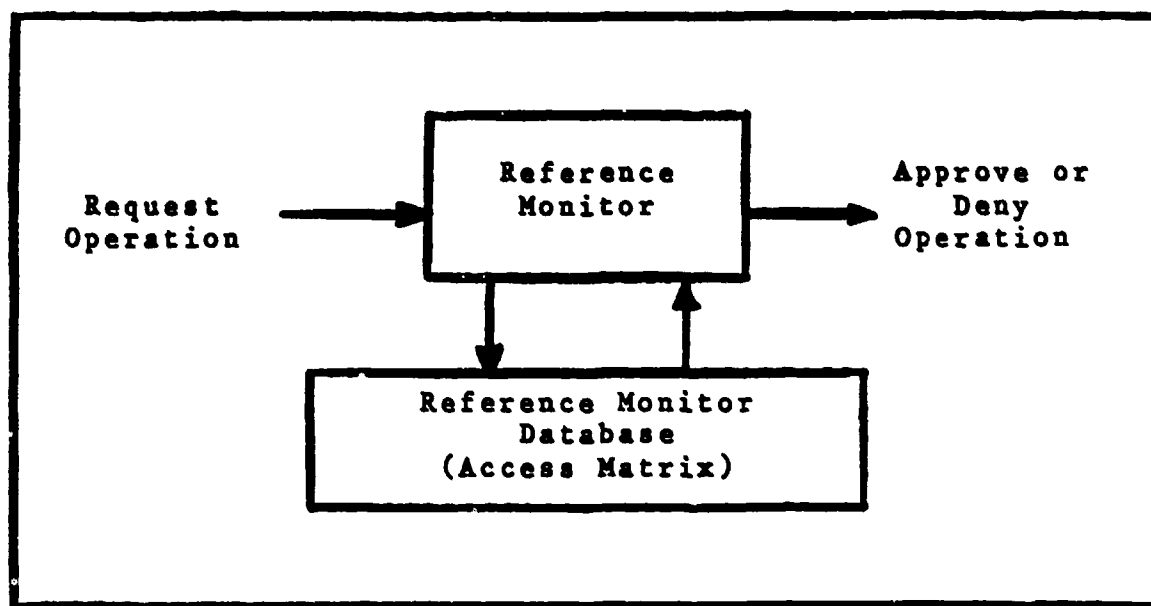 Request
Operation
Reference
Monitor
Approve or
Deny
Operation
Reference Monitor
Database
(Access Matrix)